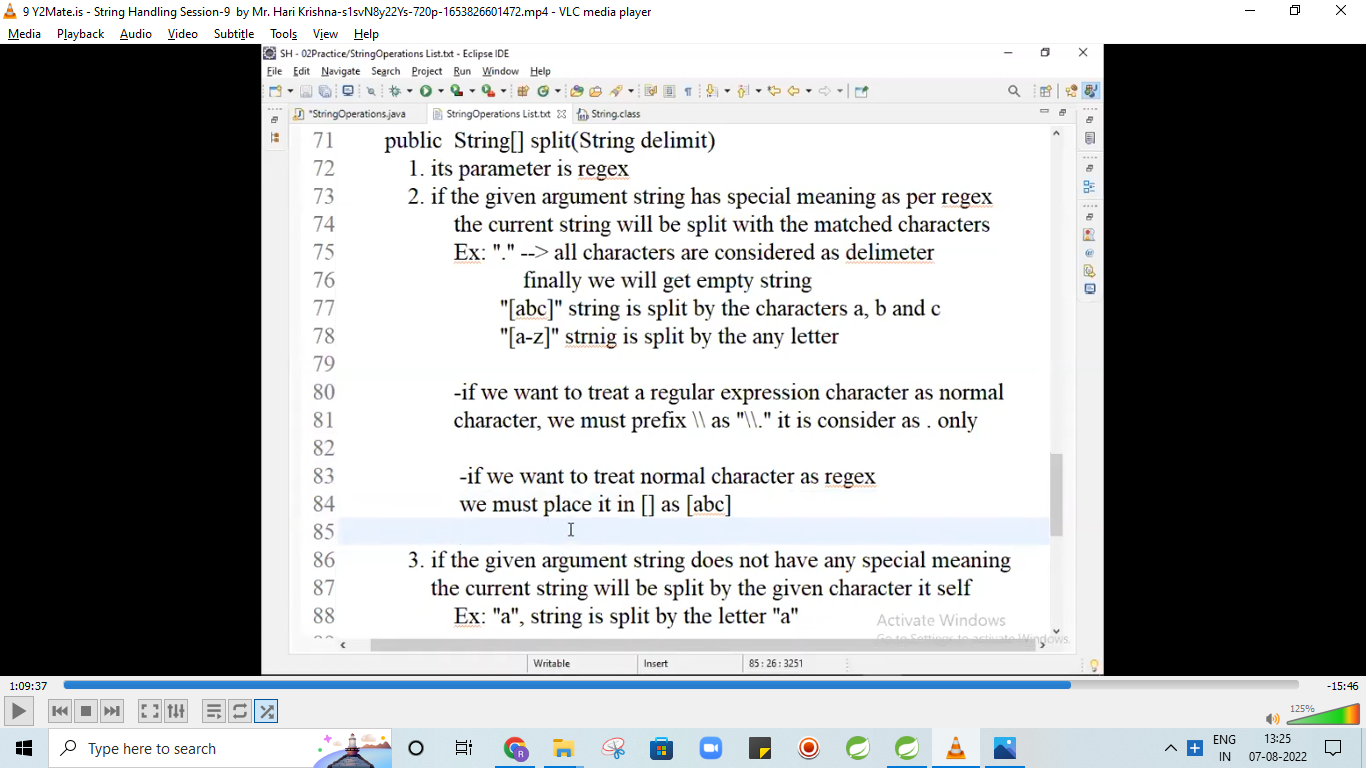 9 Y2Mate.is - String Handling Session-9 by Mr. Hari Krishna-s1svN8y22Ys-720p-1653826601472.mp4 - VLC media player
Media Playback Audio Video Subtitle Tools View Help
SH - 02Practice/StringOperations List.txt - Eclipse IDE
File Edit Navigate Search Project Run Window Help
*StringOperations.java StringOperations List.txt String.class
71 public String[] split(String delimit)
72 1. its parameter is regex
73 2. if the given argument string has special meaning as per regex
74 the current string will be split with the matched characters
75 Ex: "." --> all characters are considered as delimeter
76 finally we will get empty string
77 "[abc]" string is split by the characters a, b and c
78 "[a-z]" strnig is split by the any letter
79
80 -if we want to treat a regular expression character as normal
81 character, we must prefix \\ as "\\." it is consider as . only
82
83 -if we want to treat normal character as regex
84 we must place it in [] as [abc]
85
86 3. if the given argument string does not have any special meaning
87 the current string will be split by the given character it self
88 Ex: "a", string is split by the letter "a"
Activate Windows
Go to Settings to activate Windows.
Writable Insert 85 : 26 : 3251
1:09:37 -15:46
125%
Type here to search
ENG
IN
13:25
07-08-2022